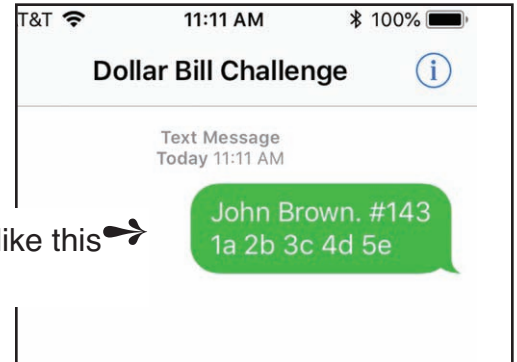 T&T 11:11 AM 100%
Dollar Bill Challenge i
Text Message
Today 11:11 AM
John Brown. #143
like this
1a 2b 3c 4d 5e